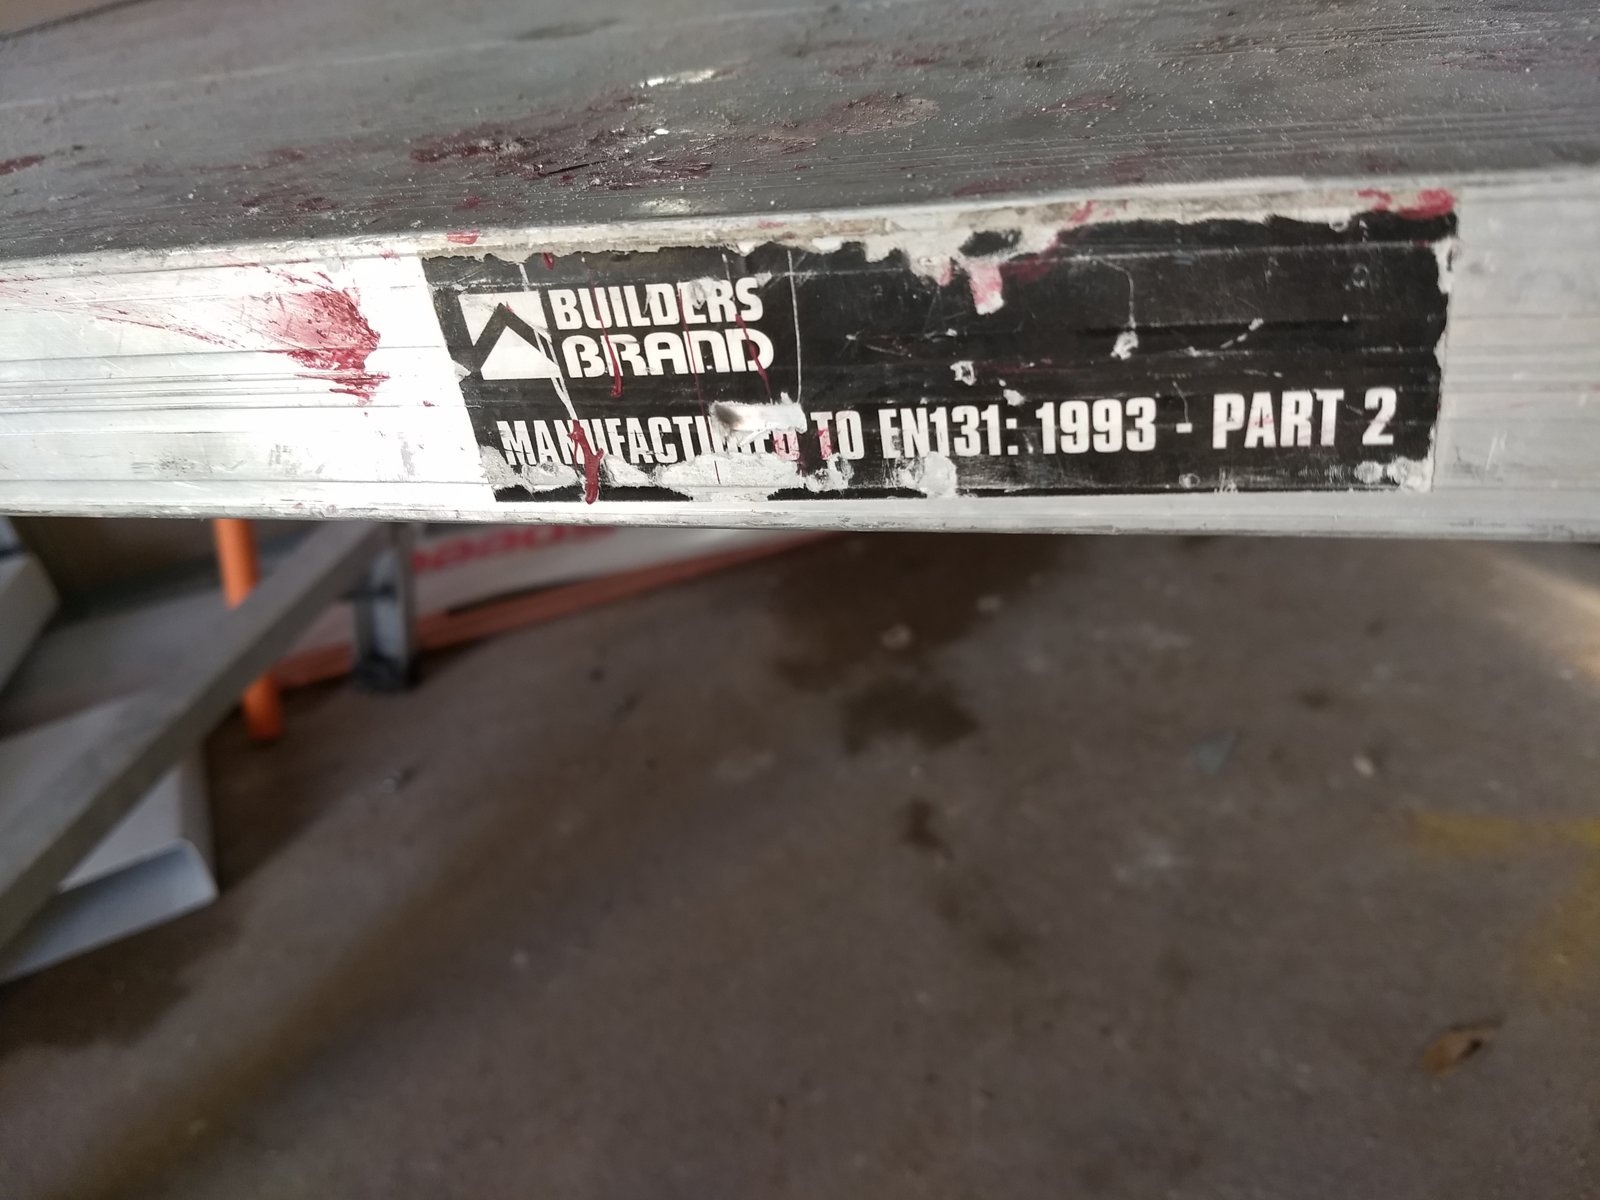 BUILDERS
BRAND
MANUFACTURED TO EN131: 1993 - PART 2